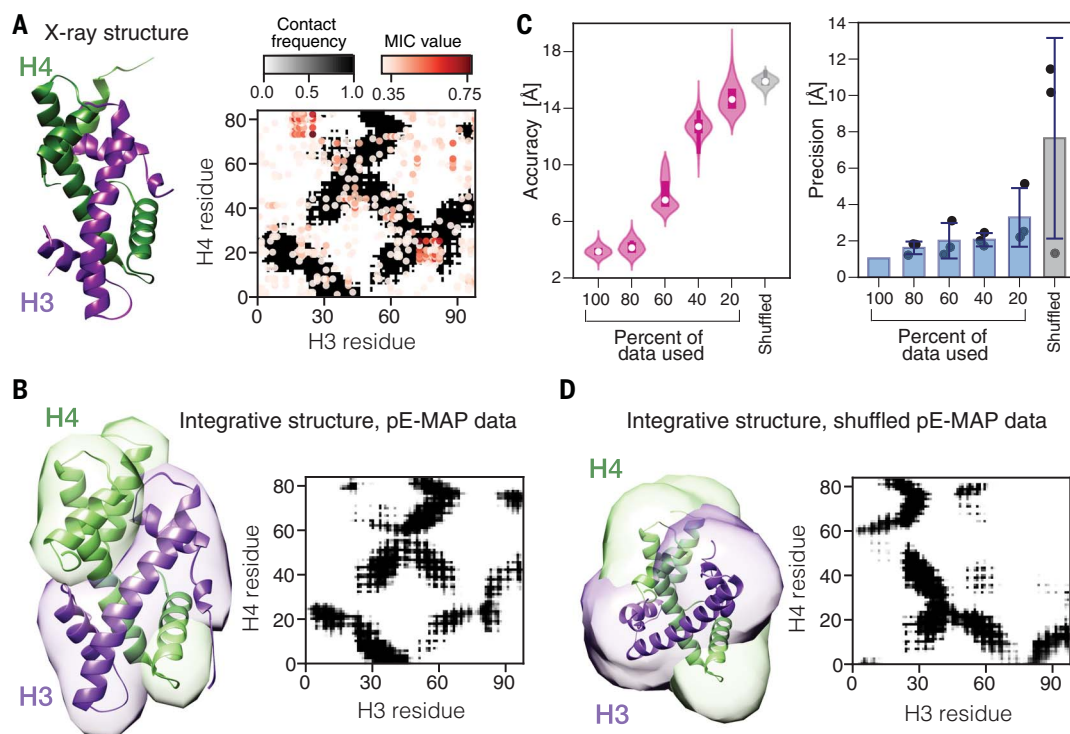 A
X-ray structure
H4
H3
Contact
frequency
0.0 0.5 1.0
MIC value
0.35 0.75
H4 residue
80
60
40
20
0
0 30 60 90
H3 residue
C
Accuracy [Å]
18
14
10
6
2
100 80 60 40 20 Shuffled
Percent of
data used
Precision [Å]
14
12
10
8
6
4
2
0
100 80 60 40 20 Shuffled
Percent of
data used
B
Integrative structure, pE-MAP data
H4
H3
H4 residue
80
60
40
20
0
0 30 60 90
H3 residue
D
Integrative structure, shuffled pE-MAP data
H4
H3
H4 residue
80
60
40
20
0
0 30 60 90
H3 residue